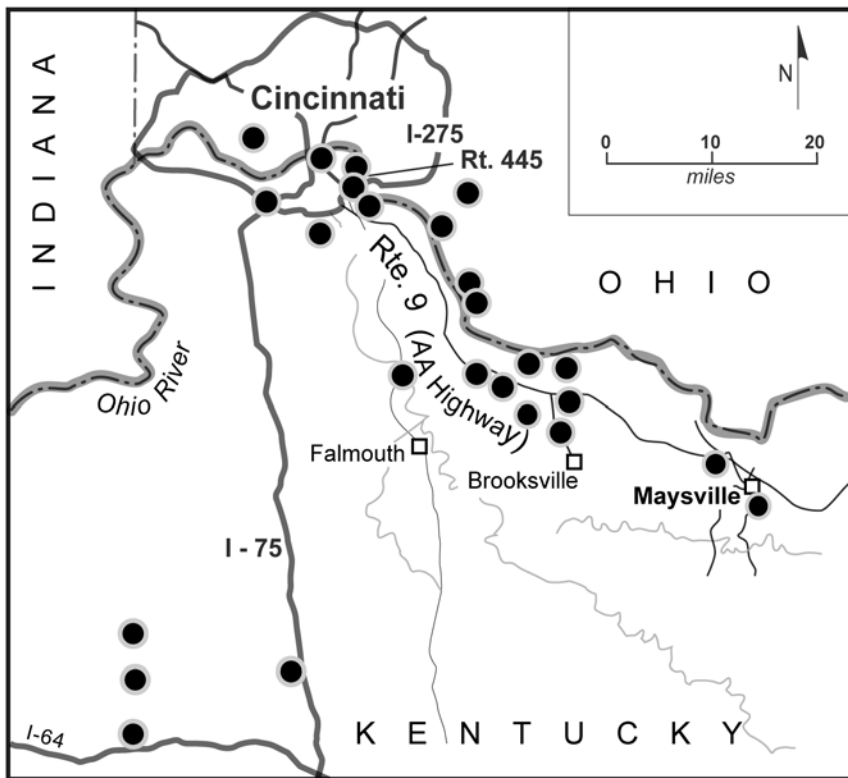 INDIANA
Cincinnati
I-275
Rt. 445
N
0 10 20
miles
OHIO
Rte. 9 (AA Highway)
Ohio River
Falmouth
Brooksville
Maysville
I - 75
I-64
KENTUCKY